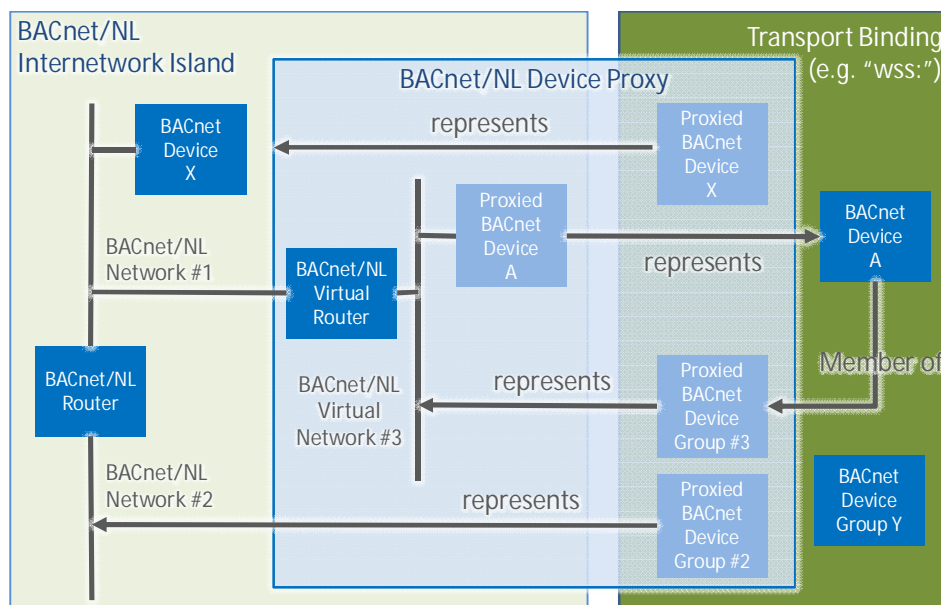 BACnet/NL
Internetwork Island
Transport Binding
(e.g. “wss:”)
BACnet/NL Device Proxy
represents
BACnet
Device
X
Proxied
BACnet
Device
X
Proxied
BACnet
Device
A
BACnet
Device
A
BACnet/NL
Network #1
BACnet/NL
Virtual
Router
represents
BACnet/NL
Router
BACnet/NL
Virtual
Network #3
represents
Proxied
BACnet
Device
Group #3
Member of
BACnet/NL
Network #2
represents
Proxied
BACnet
Device
Group #2
BACnet
Device
Group Y